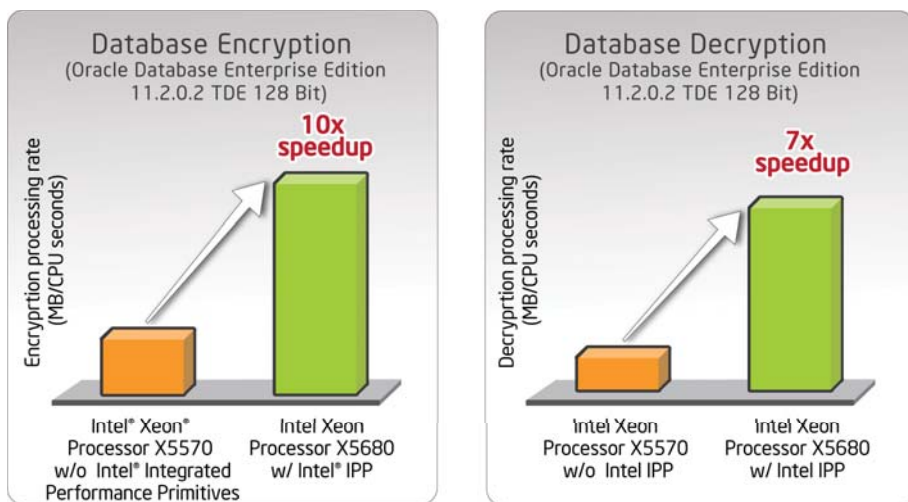 Database Encryption
(Oracle Database Enterprise Edition
11.2.0.2 TDE 128 Bit)
10x
speedup
Encryprtion processing rate
(MB/CPU seconds)
Intel® Xeon®
Processor X5570
w/o Intel® Integrated
Performance Primitives
Intel Xeon
Processor X5680
w/ Intel® IPP
Database Decryption
(Oracle Database Enterprise Edition
11.2.0.2 TDE 128 Bit)
7x
speedup
Decryprtion processing rate
(MB/CPU seconds)
Intel Xeon
Processor X5570
w/o Intel IPP
Intel Xeon
Processor X5680
w/ Intel IPP